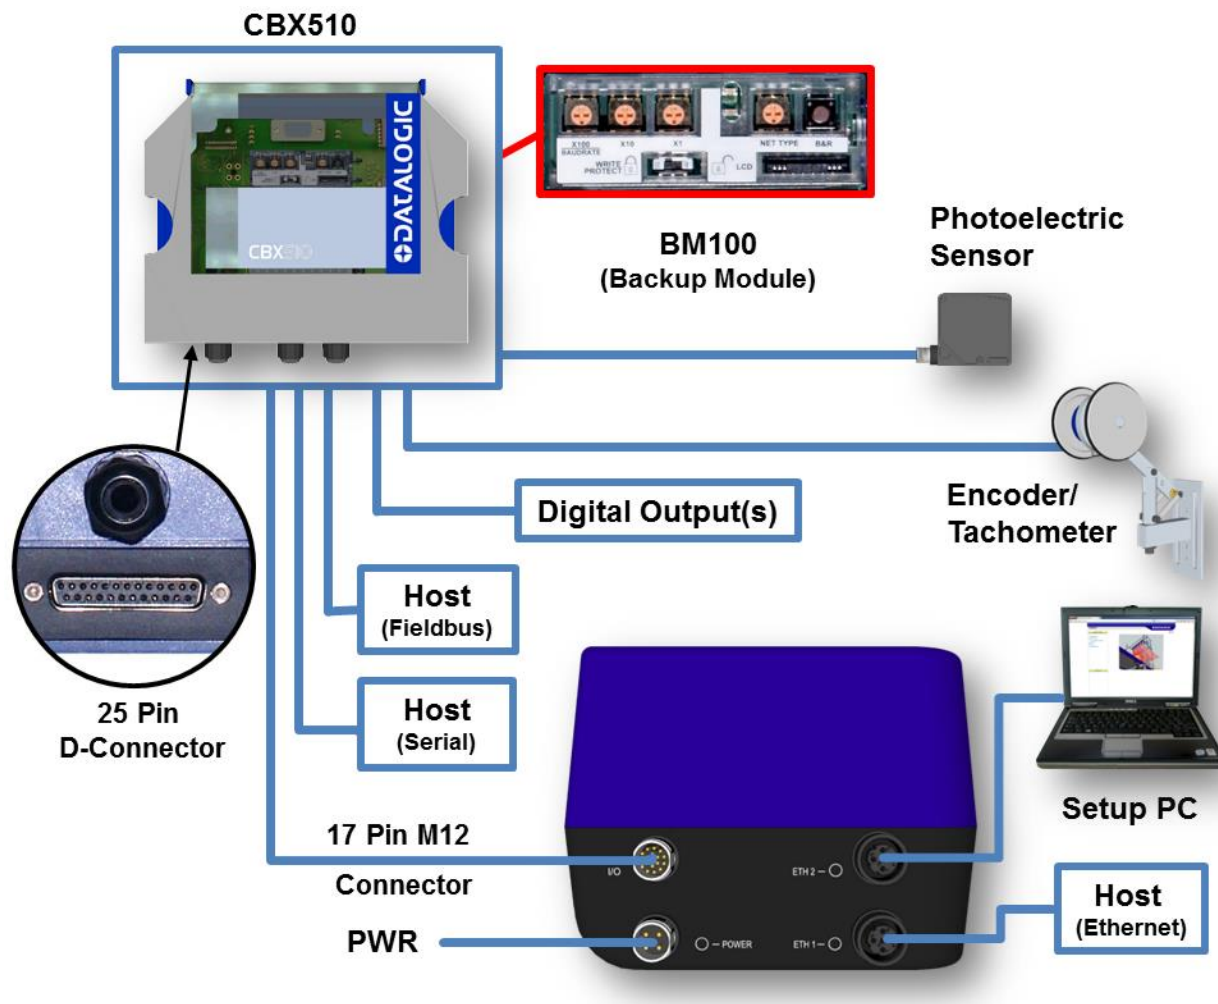 CBX510
DATALOGIC
CBX510
X100
BAUDRATE
X10
X1
NET TYPE
B&R
WRITE
PROTECT
LCD
BM100
(Backup Module)
Photoelectric
Sensor
Encoder/
Tachometer
Digital Output(s)
Host
(Fieldbus)
25 Pin
D-Connector
Host
(Serial)
Setup PC
17 Pin M12
Connector
I/O
ETH 2
Host
(Ethernet)
PWR
POWER
ETH 1